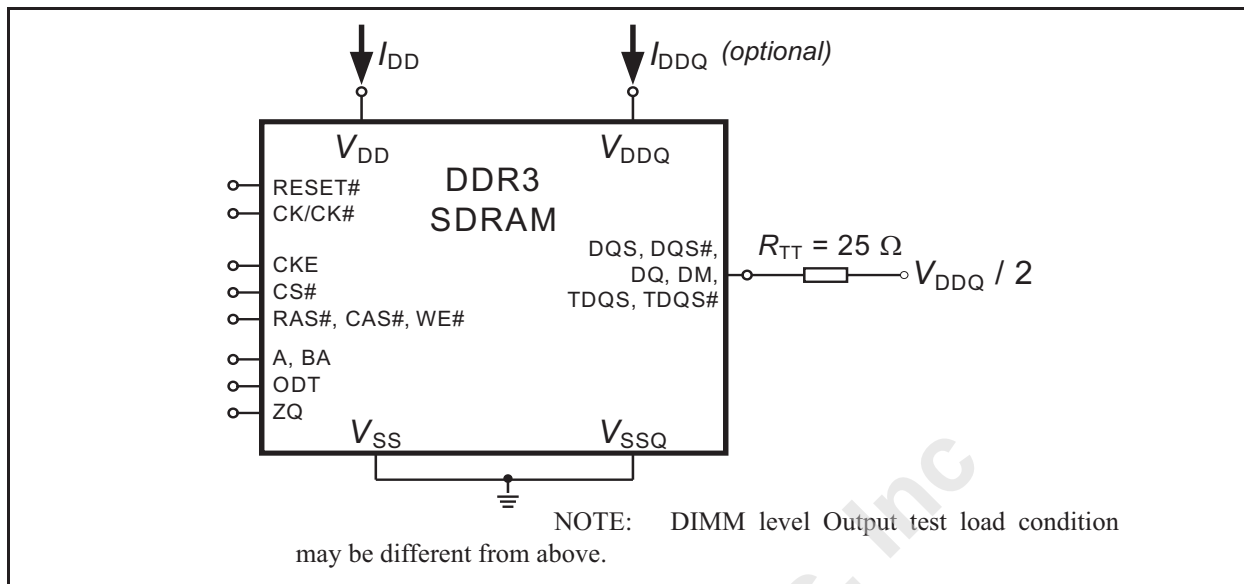 IDD
IDDQ (optional)
VDD
VDDQ
DDR3
SDRAM
RESET#
CK/CK#
CKE
CS#
RAS#, CAS#, WE#
A, BA
ODT
ZQ
DQS, DQS#,
DQ, DM,
TDQS, TDQS#
RTT = 25 Ω
VDDQ / 2
VSS
VSSQ
NOTE: DIMM level Output test load condition
may be different from above.
, Inc